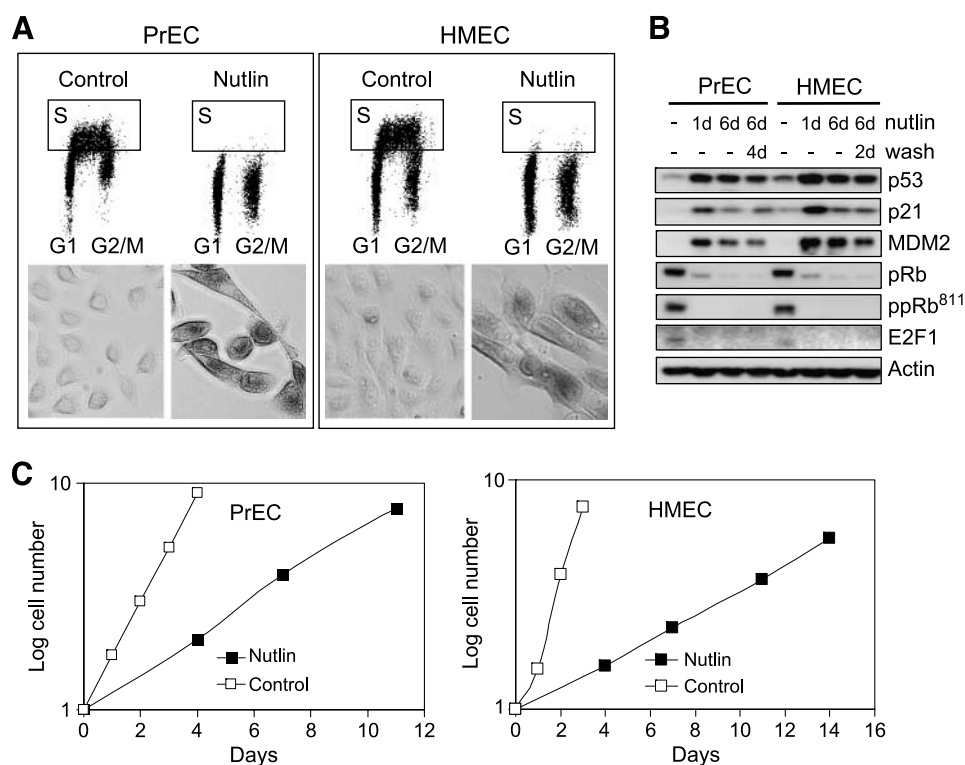 A
PrEC
HMEC
Control Nutlin Control Nutlin
S S S S
G1 G2/M G1 G2/M G1 G2/M G1 G2/M
B
PrEC HMEC
- 1d 6d 6d - 1d 6d 6d nutlin
- - - 4d - - - 2d wash
p53
p21
MDM2
pRb
ppRb811
E2F1
Actin
C
10
PrEC
Log cell number
Nutlin
Control
1
0 2 4 6 8 10 12
Days
10
HMEC
Log cell number
Nutlin
Control
1
0 2 4 6 8 10 12 14 16
Days